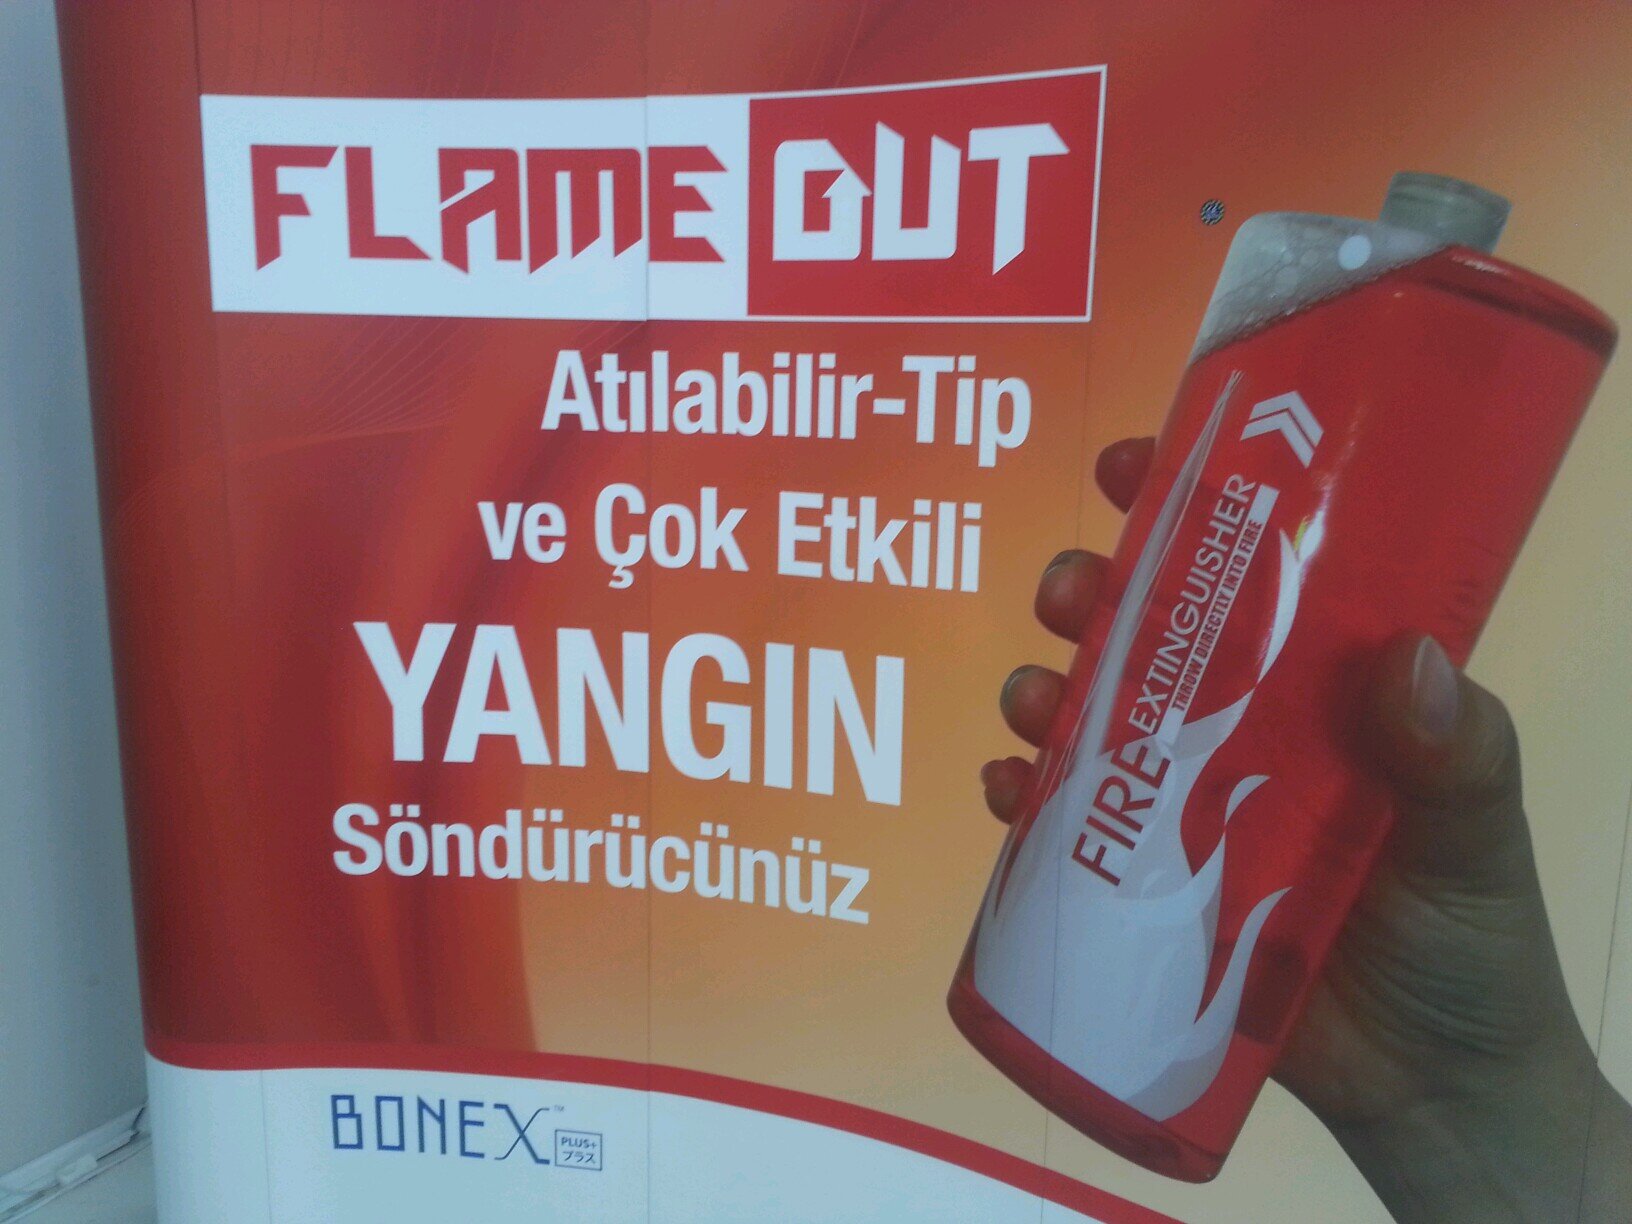 FLAME OUT
Atılabilir-Tip
ve Çok Etkili
YANGIN
Söndürücünüz
FIRE EXTINGUISHER
THROW DIRECTLY INTO FIRE
BONEX™
PLUS+
プラス